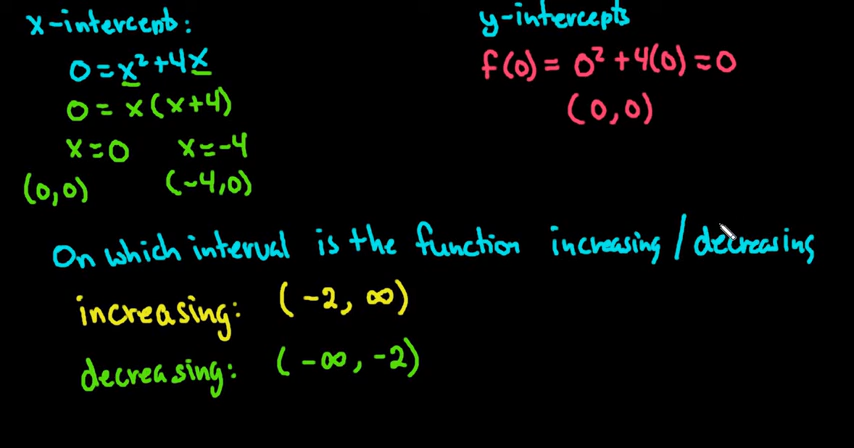 x-intercept:
0 = x² + 4x
0 = x(x+4)
x = 0 x = -4
(0,0) (-4,0)
y-intercepts
f(0) = 0² + 4(0) = 0
(0,0)
On which interval is the function increasing / decreasing
increasing: (-2, ∞)
decreasing: (-∞, -2)